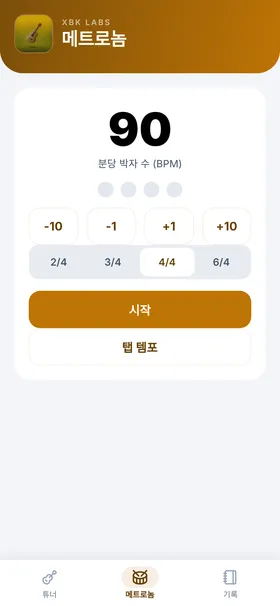 XBK LABS
메트로놈
90
분당 박자 수 (BPM)
-10 -1 +1 +10
2/4 3/4 4/4 6/4
시작
탭 템포
튜너 메트로놈 기록